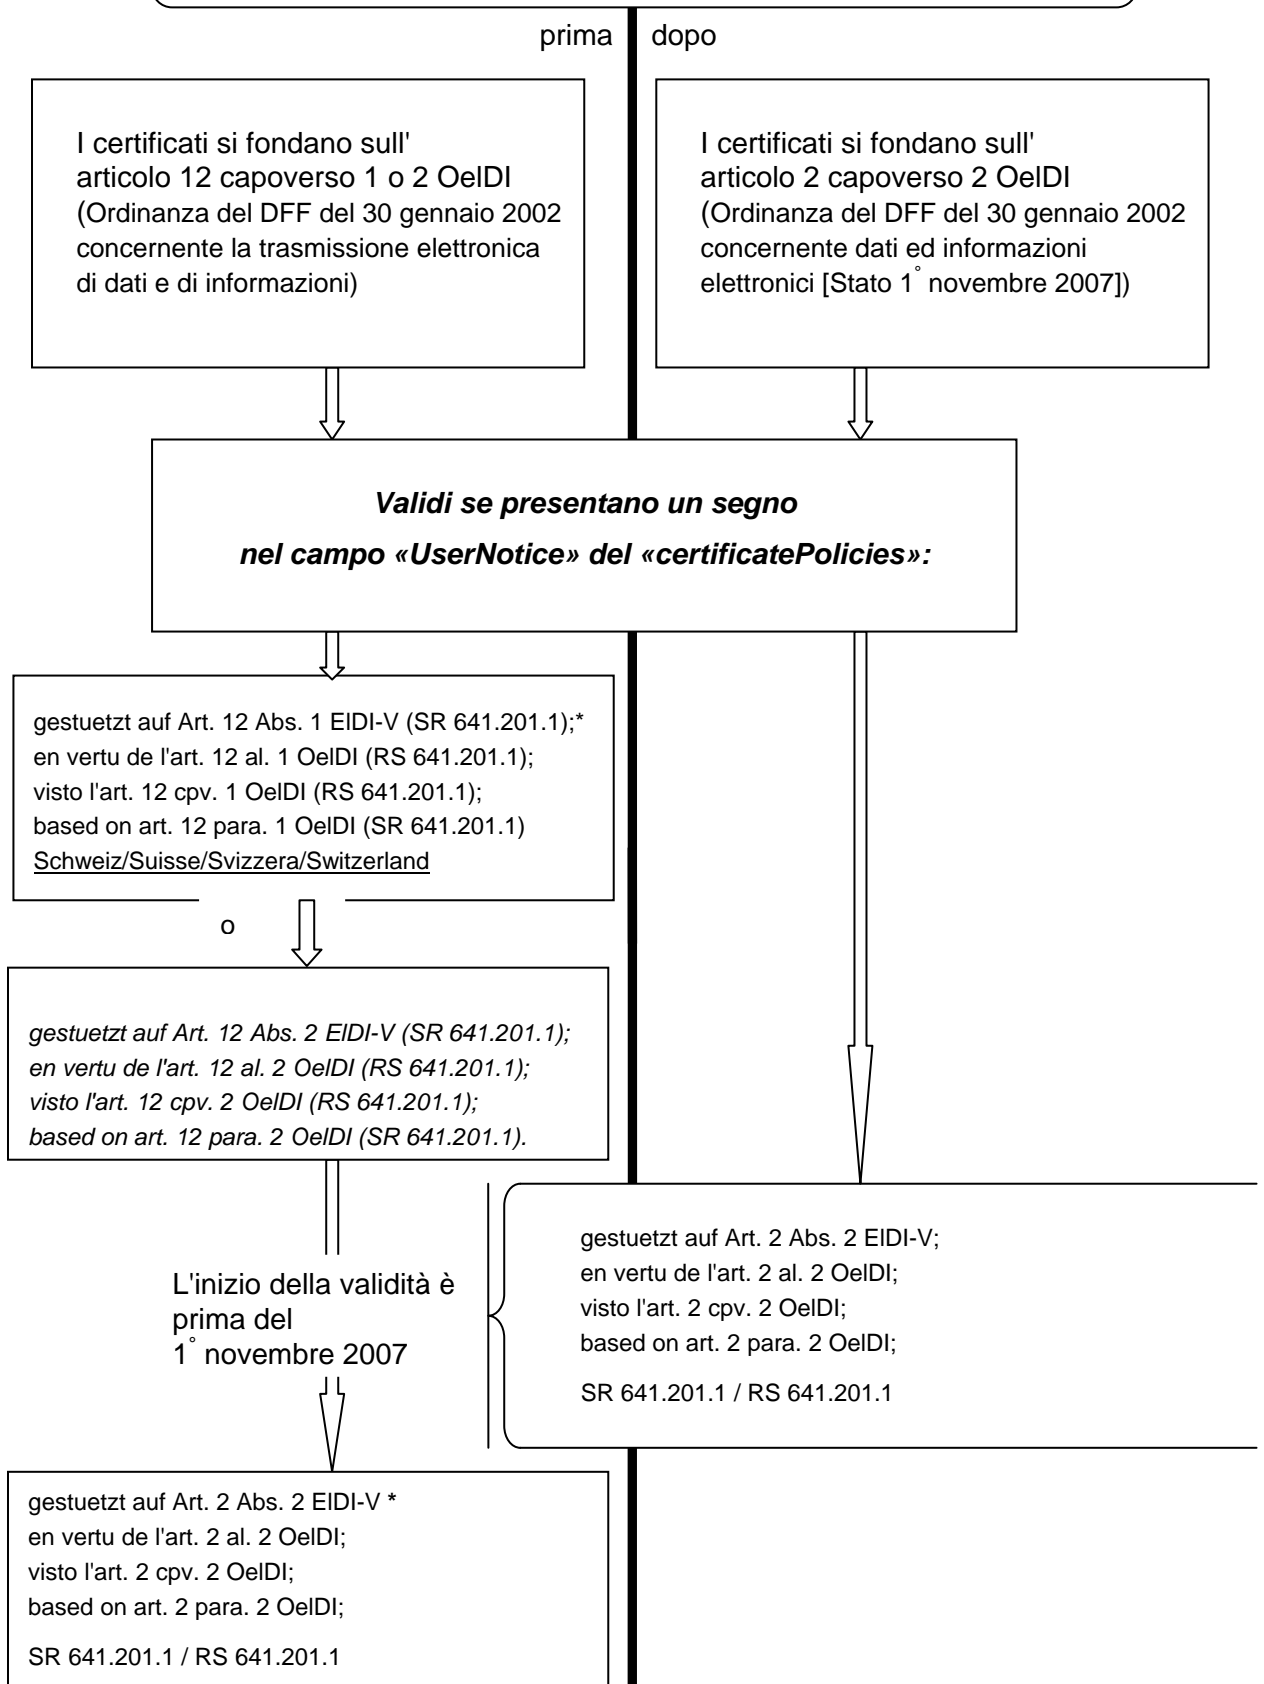 prima
dopo
I certificati si fondano sull'
articolo 12 capoverso 1 o 2 OelDI
(Ordinanza del DFF del 30 gennaio 2002
concernente la trasmissione elettronica
di dati e di informazioni)
I certificati si fondano sull'
articolo 2 capoverso 2 OelDI
(Ordinanza del DFF del 30 gennaio 2002
concernente dati ed informazioni
elettronici [Stato 1° novembre 2007])
Validi se presentano un segno
nel campo «UserNotice» del «certificatePolicies»:
gestuetzt auf Art. 12 Abs. 1 ElDI-V (SR 641.201.1);*
en vertu de l'art. 12 al. 1 OelDI (RS 641.201.1);
visto l'art. 12 cpv. 1 OelDI (RS 641.201.1);
based on art. 12 para. 1 OelDI (SR 641.201.1)
Schweiz/Suisse/Svizzera/Switzerland
o
gestuetzt auf Art. 12 Abs. 2 ElDI-V (SR 641.201.1);
en vertu de l'art. 12 al. 2 OelDI (RS 641.201.1);
visto l'art. 12 cpv. 2 OelDI (RS 641.201.1);
based on art. 12 para. 2 OelDI (SR 641.201.1).
L'inizio della validità è
prima del
1° novembre 2007
gestuetzt auf Art. 2 Abs. 2 ElDI-V;
en vertu de l'art. 2 al. 2 OelDI;
visto l'art. 2 cpv. 2 OelDI;
based on art. 2 para. 2 OelDI;
SR 641.201.1 / RS 641.201.1
gestuetzt auf Art. 2 Abs. 2 ElDI-V *
en vertu de l'art. 2 al. 2 OelDI;
visto l'art. 2 cpv. 2 OelDI;
based on art. 2 para. 2 OelDI;
SR 641.201.1 / RS 641.201.1